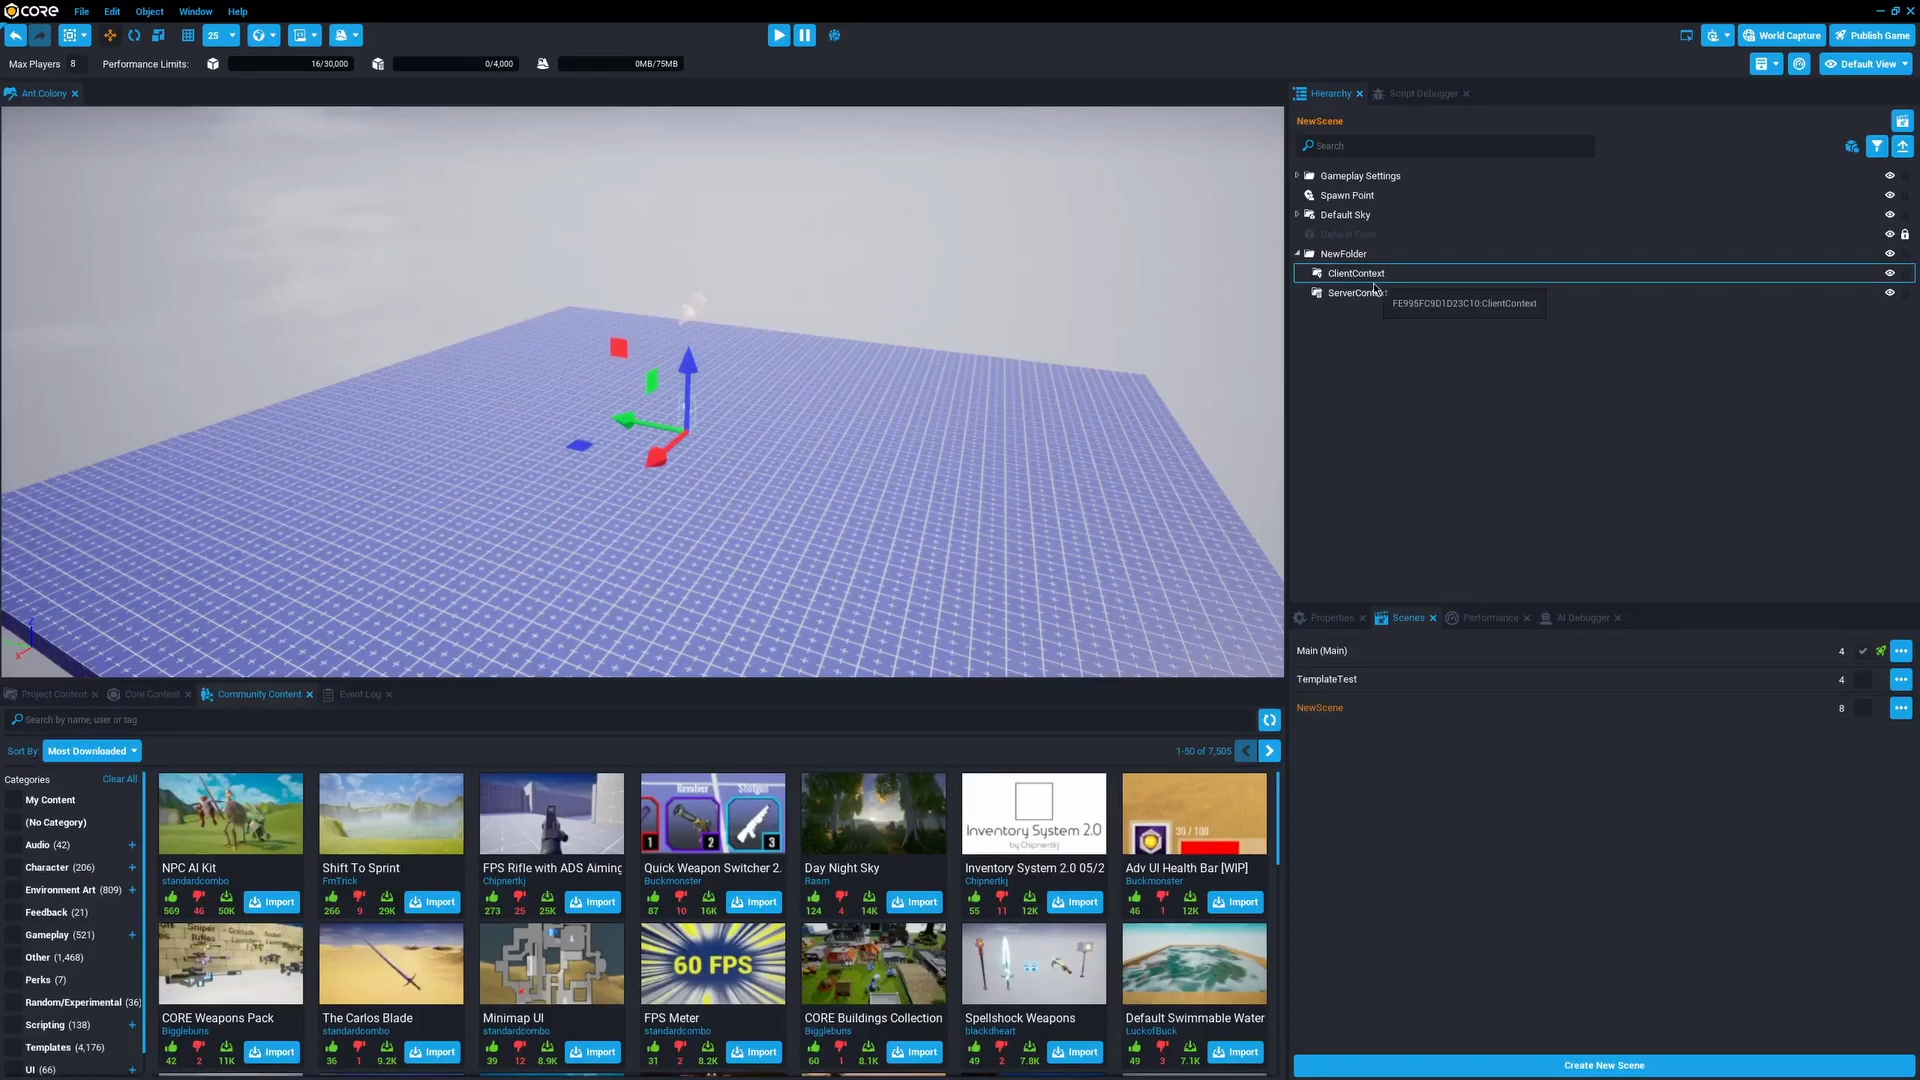 CORE File Edit Object Window Help
25 World Capture Publish Game
Max Players 8 Performance Limits: 16/30,000 0/4,000 0MB/75MB Default View
Ant Colony
Hierarchy Script Debugger
NewScene
Search
Gameplay Settings
Spawn Point
Default Sky
Default Floor
NewFolder
ClientContext
ServerCont
FE995FC9D1D23C10:ClientContext
Properties Scenes Performance AI Debugger
Main (Main) 4
TemplateTest 4
NewScene 8
Create New Scene
Project Content Core Content Community Content Event Log
Search by name, user or tag
Sort By: Most Downloaded 1-50 of 7,505
Categories Clear All
My Content
(No Category)
Audio (42) +
Character (206) +
Environment Art (809) +
Feedback (21)
Gameplay (521) +
Other (1,468)
Perks (7)
Random/Experimental (36)
Scripting (138) +
Templates (4,176)
UI (66) +
NPC AI Kit
standardcombo
569 46 50K Import
Shift To Sprint
FmTrick
266 9 29K Import
FPS Rifle with ADS Aiming
Chipnertkj
273 25 25K Import
Revolver Shotgun
1 2 3
Quick Weapon Switcher 2.
Buckmonster
87 10 16K Import
Day Night Sky
Rasm
124 4 14K Import
Inventory System 2.0
by Chipnertkj
Inventory System 2.0 05/2
Chipnertkj
55 11 12K Import
30 / 100
Adv UI Health Bar [WIP]
Buckmonster
46 1 12K Import
Sniper Rifles
CORE Weapons Pack
Bigglebuns
42 2 11K Import
The Carlos Blade
standardcombo
36 1 9.2K Import
Minimap UI
standardcombo
39 12 8.9K Import
60 FPS
FPS Meter
standardcombo
31 2 8.2K Import
CORE Buildings Collection
Bigglebuns
60 1 8.1K Import
Spellshock Weapons
blackdheart
49 2 7.8K Import
Default Swimmable Water
LuckofBuck
49 3 7.1K Import